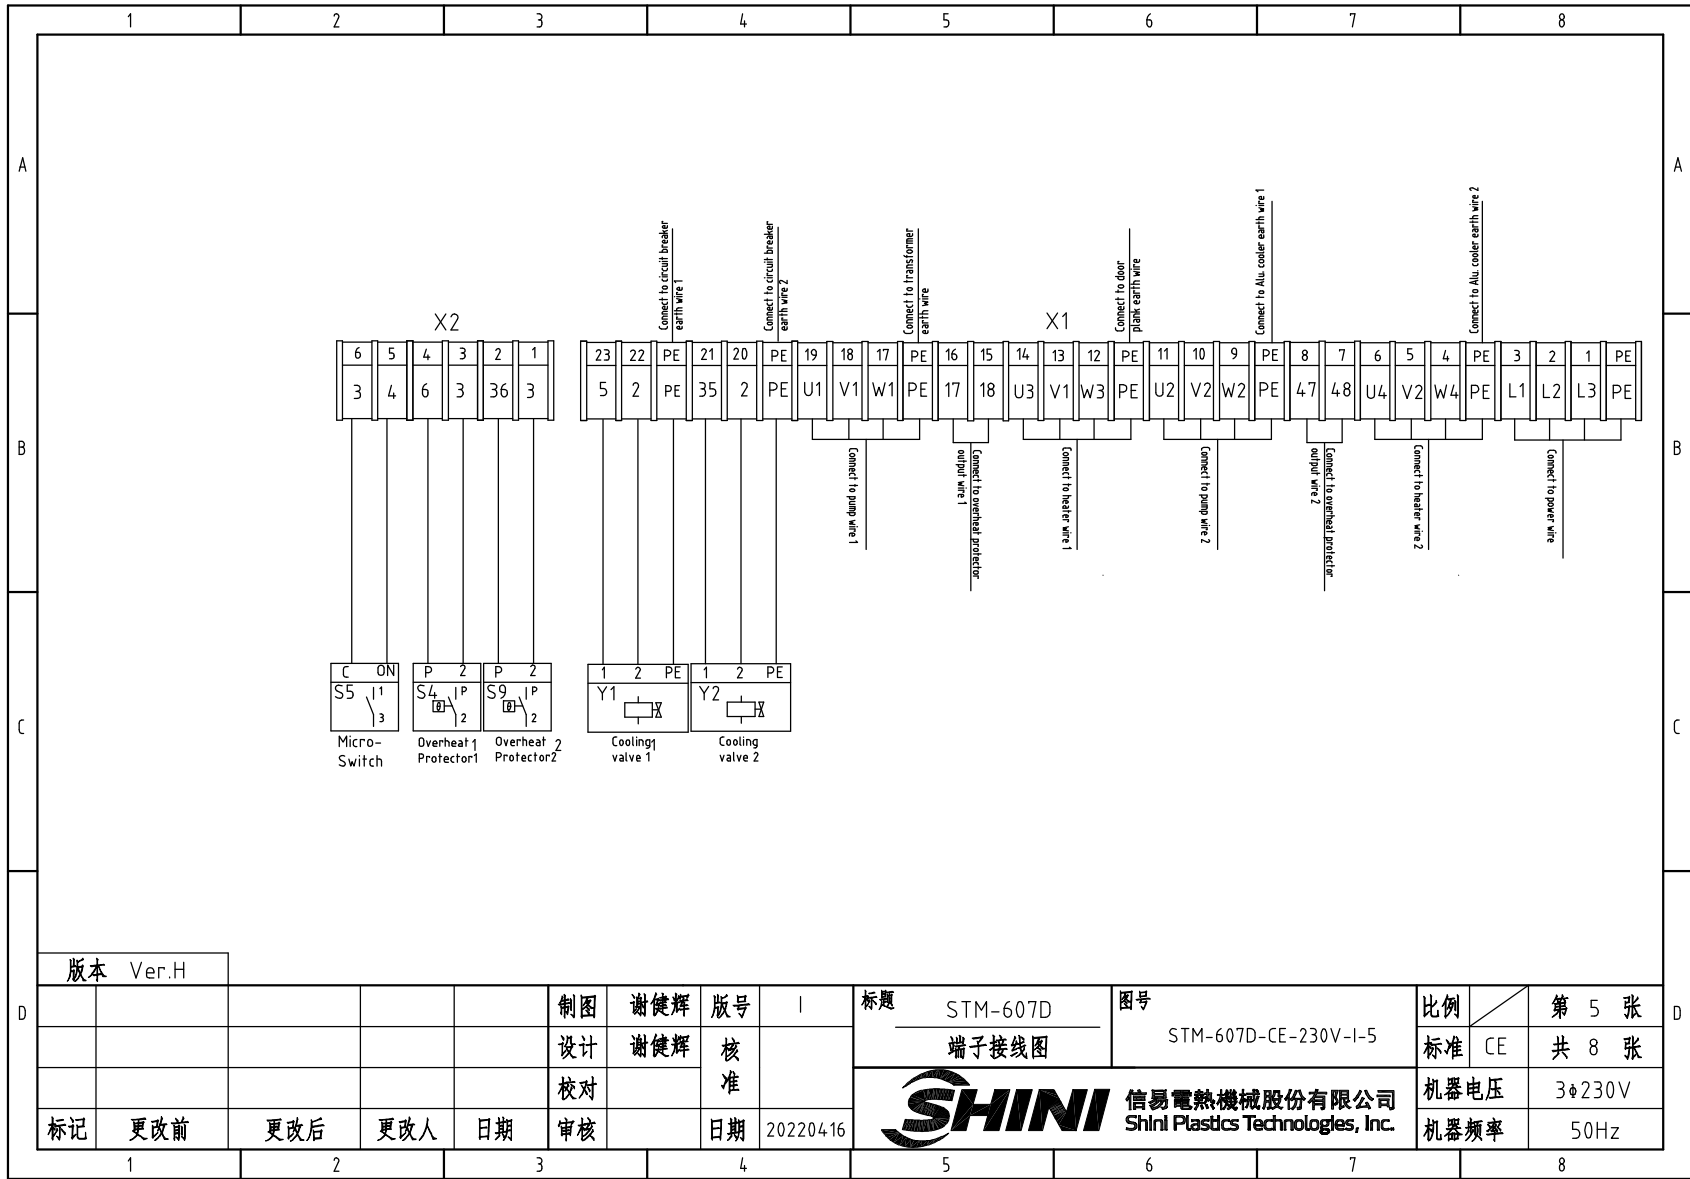 1 2 3 4 5 6 7 8
A A
Connect to circuit breaker
earth wire 1
Connect to circuit breaker
earth wire 2
Connect to transformer
earth wire
Connect to door
plank earth wire
Connect to Alu. cooler earth wire 1
Connect to Alu. cooler earth wire 2
X2 X1
6 5 4 3 2 1 23 22 PE 21 20 PE 19 18 17 PE 16 15 14 13 12 PE 11 10 9 PE 8 7 6 5 4 PE 3 2 1 PE
3 4 6 3 36 3 5 2 PE 35 2 PE U1 V1 W1 PE 17 18 U3 V1 W3 PE U2 V2 W2 PE 47 48 U4 V2 W4 PE L1 L2 L3 PE
B B
Connect to pump wire 1
Connect to overheat protector
output wire 1
Connect to heater wire 1
Connect to pump wire 2
Connect to overheat protector
output wire 2
Connect to heater wire 2
Connect to power wire
C ON P 2 P 2 1 2 PE 1 2 PE
S5 1 S4 P S9 P Y1 Y2
θ θ
3 2 2
C C
Micro-
Switch
Overheat 1
Protector1
Overheat 2
Protector2
Cooling1
valve 1
Cooling
valve 2
版本 Ver.H
D D
制图 谢健辉 版号 I 标题 STM-607D 图号 比例 第 5 张
STM-607D-CE-230V-I-5
设计 谢健辉 核准 端子接线图 标准 CE 共 8 张
校对 机器电压 3ɸ230V
SHINI 信易電熱機械股份有限公司
Shini Plastics Technologies, Inc.
标记 更改前 更改后 更改人 日期 审核 日期 20220416 机器频率 50Hz
1 2 3 4 5 6 7 8